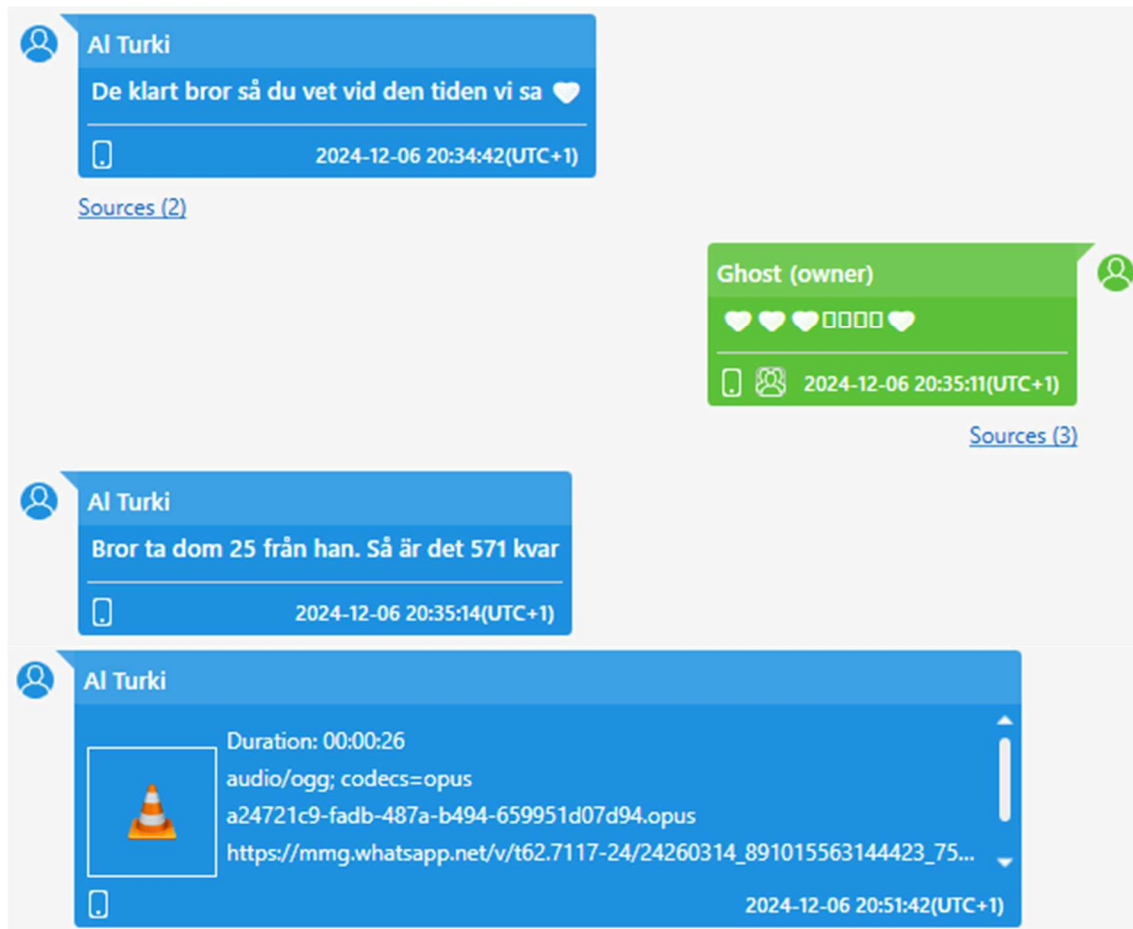 Al Turki
De klart bror så du vet vid den tiden vi sa 🤍
2024-12-06 20:34:42(UTC+1)
Sources (2)
Ghost (owner)
🤍🤍🤍▯▯▯▯🤍
2024-12-06 20:35:11(UTC+1)
Sources (3)
Al Turki
Bror ta dom 25 från han. Så är det 571 kvar
2024-12-06 20:35:14(UTC+1)
Al Turki
Duration: 00:00:26
audio/ogg; codecs=opus
a24721c9-fadb-487a-b494-659951d07d94.opus
https://mmg.whatsapp.net/v/t62.7117-24/24260314_891015563144423_75...
2024-12-06 20:51:42(UTC+1)